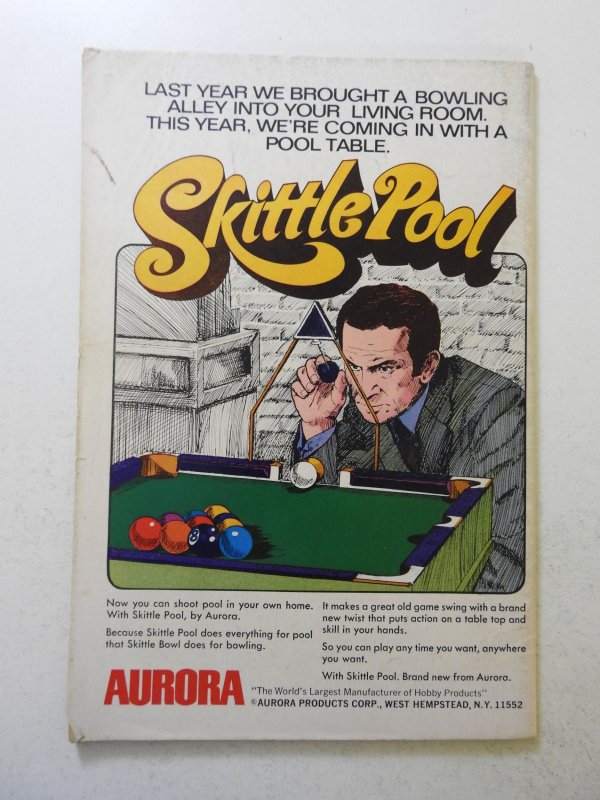 LAST YEAR WE BROUGHT A BOWLING
ALLEY INTO YOUR LIVING ROOM.
THIS YEAR, WE'RE COMING IN WITH A
POOL TABLE.
Skittle Pool
8
Now you can shoot pool in your own home.
With Skittle Pool, by Aurora.
Because Skittle Pool does everything for pool
that Skittle Bowl does for bowling.
It makes a great old game swing with a brand
new twist that puts action on a table top and
skill in your hands.
So you can play any time you want, anywhere
you want.
With Skittle Pool. Brand new from Aurora.
AURORA
"The World's Largest Manufacturer of Hobby Products"
©AURORA PRODUCTS CORP., WEST HEMPSTEAD, N.Y. 11552